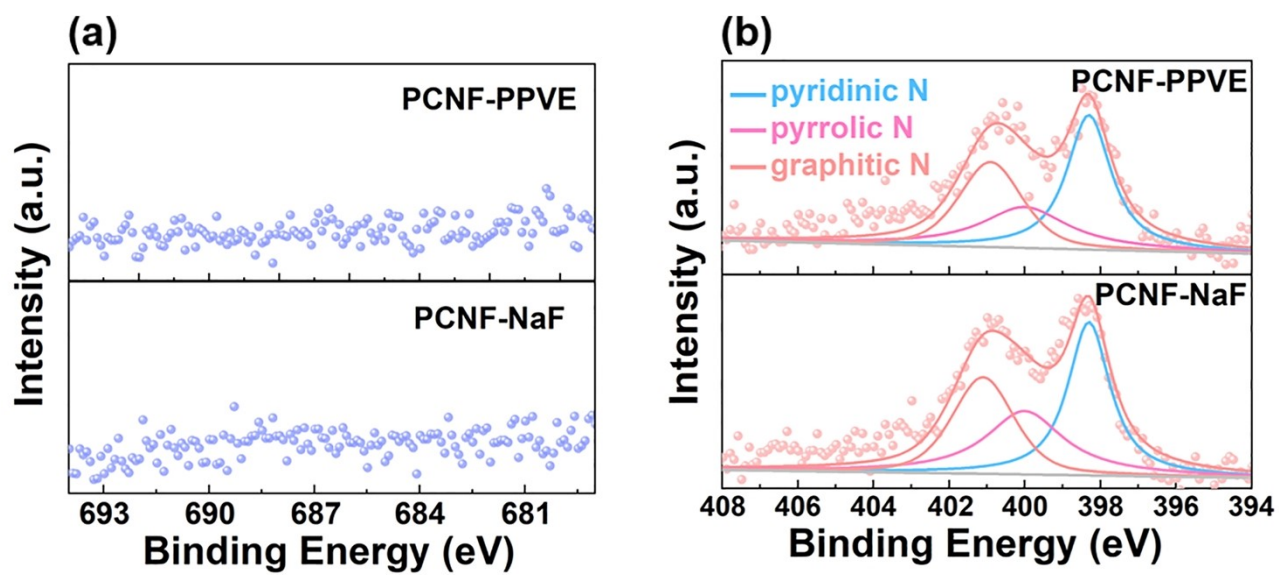 (a)
PCNF-PPVE
PCNF-NaF
Intensity (a.u.)
693 690 687 684 681
Binding Energy (eV)
(b)
PCNF-PPVE
pyridinic N
pyrrolic N
graphitic N
PCNF-NaF
Intensity (a.u.)
408 406 404 402 400 398 396 394
Binding Energy (eV)